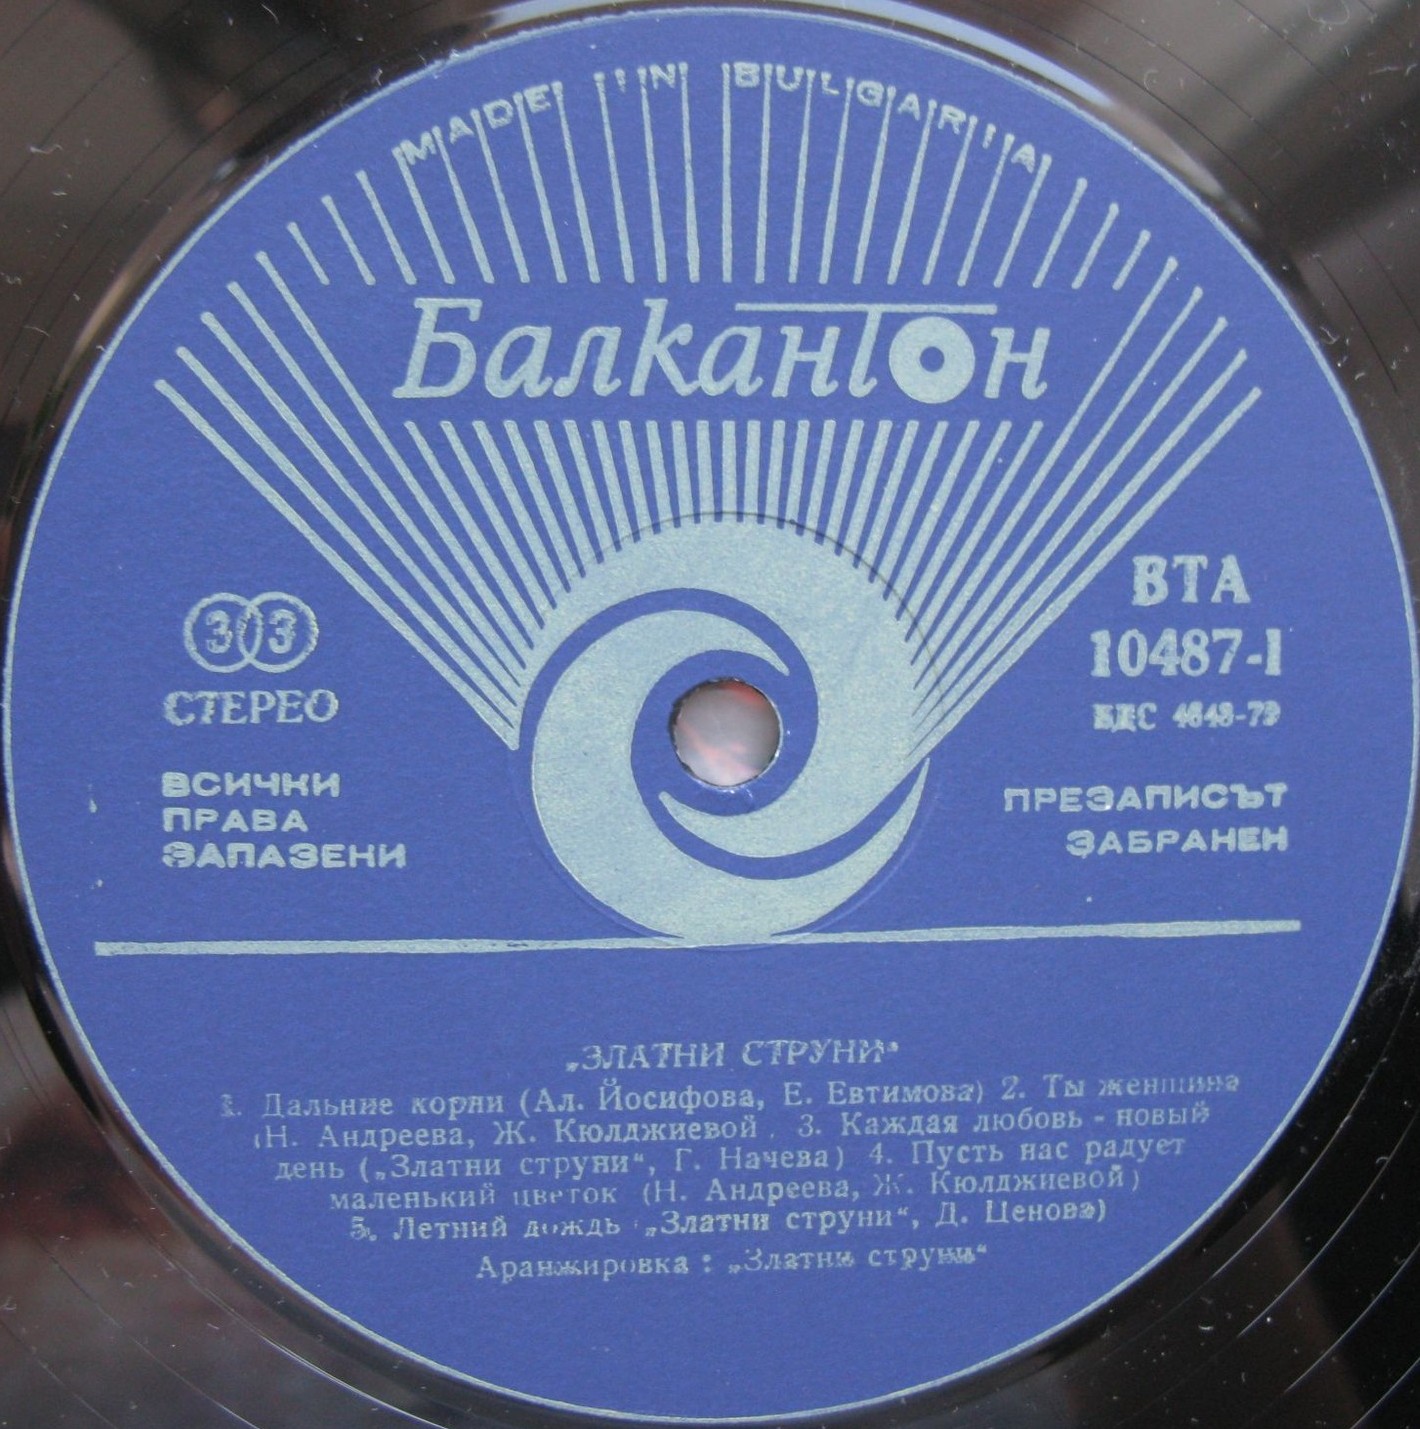 MADE IN BULGARIA
Балкантон
33
СТЕРЕО
ВСИЧКИ
ПРАВА
ЗАПАЗЕНИ
ВТА
10487-1
БДС 4848-79
ПРЕЗАПИСЪТ
ЗАБРАНЕН
„ЗЛАТНИ СТРУНИ“
1. Дальние корни (Ал. Йосифова, Е. Евтимова) 2. Ты женщина
(Н. Андреева, Ж. Кюлджиевой . 3. Каждая любовь - новый
день („Златни струни“, Г. Начева) 4. Пусть нас радует
маленький цветок (Н. Андреева, Ж. Кюлджиевой)
5. Летний дождь „Златни струни“, Д. Ценова)
Аранжировка : „Златни струни“